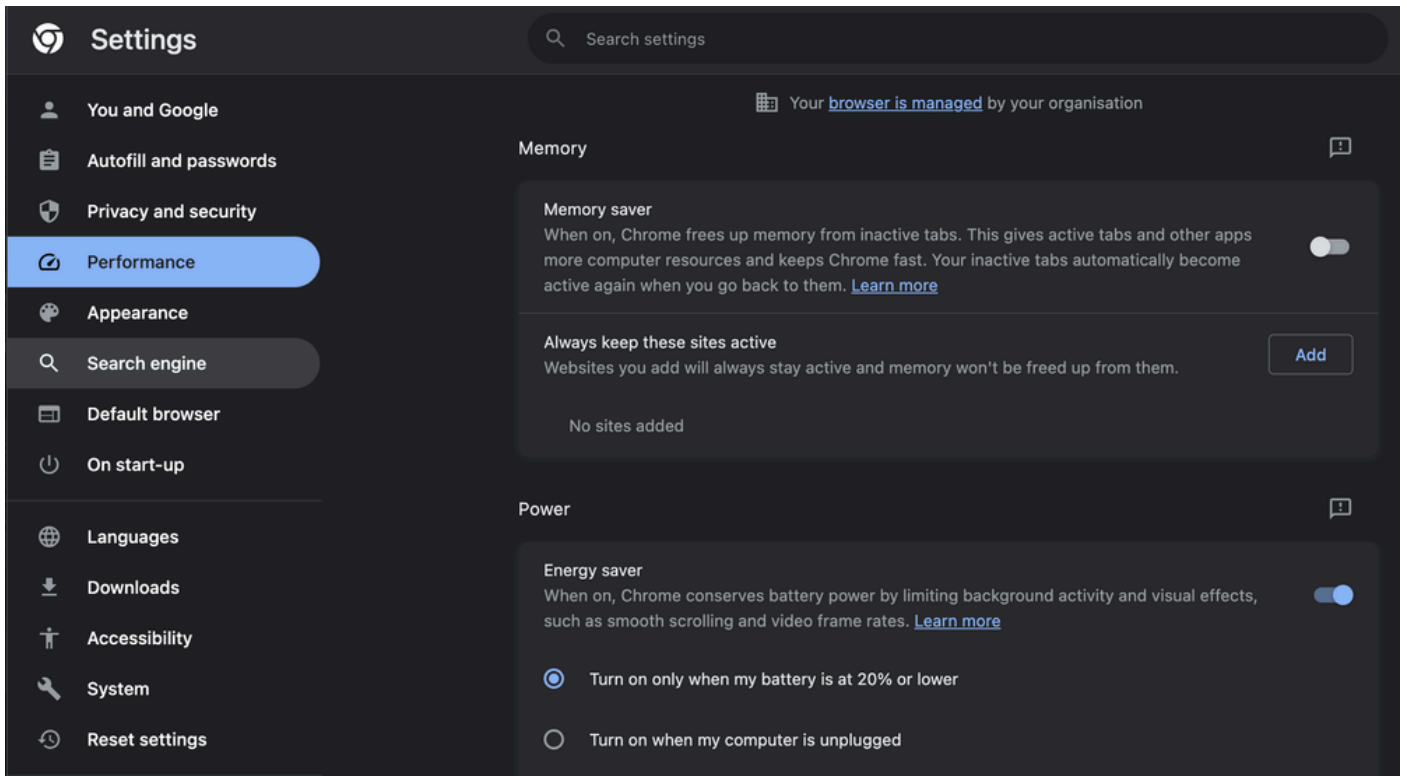 Settings
Search settings
You and Google
Autofill and passwords
Privacy and security
Performance
Appearance
Search engine
Default browser
On start-up
Languages
Downloads
Accessibility
System
Reset settings
Your browser is managed by your organisation
Memory
Memory saver
When on, Chrome frees up memory from inactive tabs. This gives active tabs and other apps
more computer resources and keeps Chrome fast. Your inactive tabs automatically become
active again when you go back to them. Learn more
Always keep these sites active
Websites you add will always stay active and memory won't be freed up from them.
Add
No sites added
Power
Energy saver
When on, Chrome conserves battery power by limiting background activity and visual effects,
such as smooth scrolling and video frame rates. Learn more
Turn on only when my battery is at 20% or lower
Turn on when my computer is unplugged